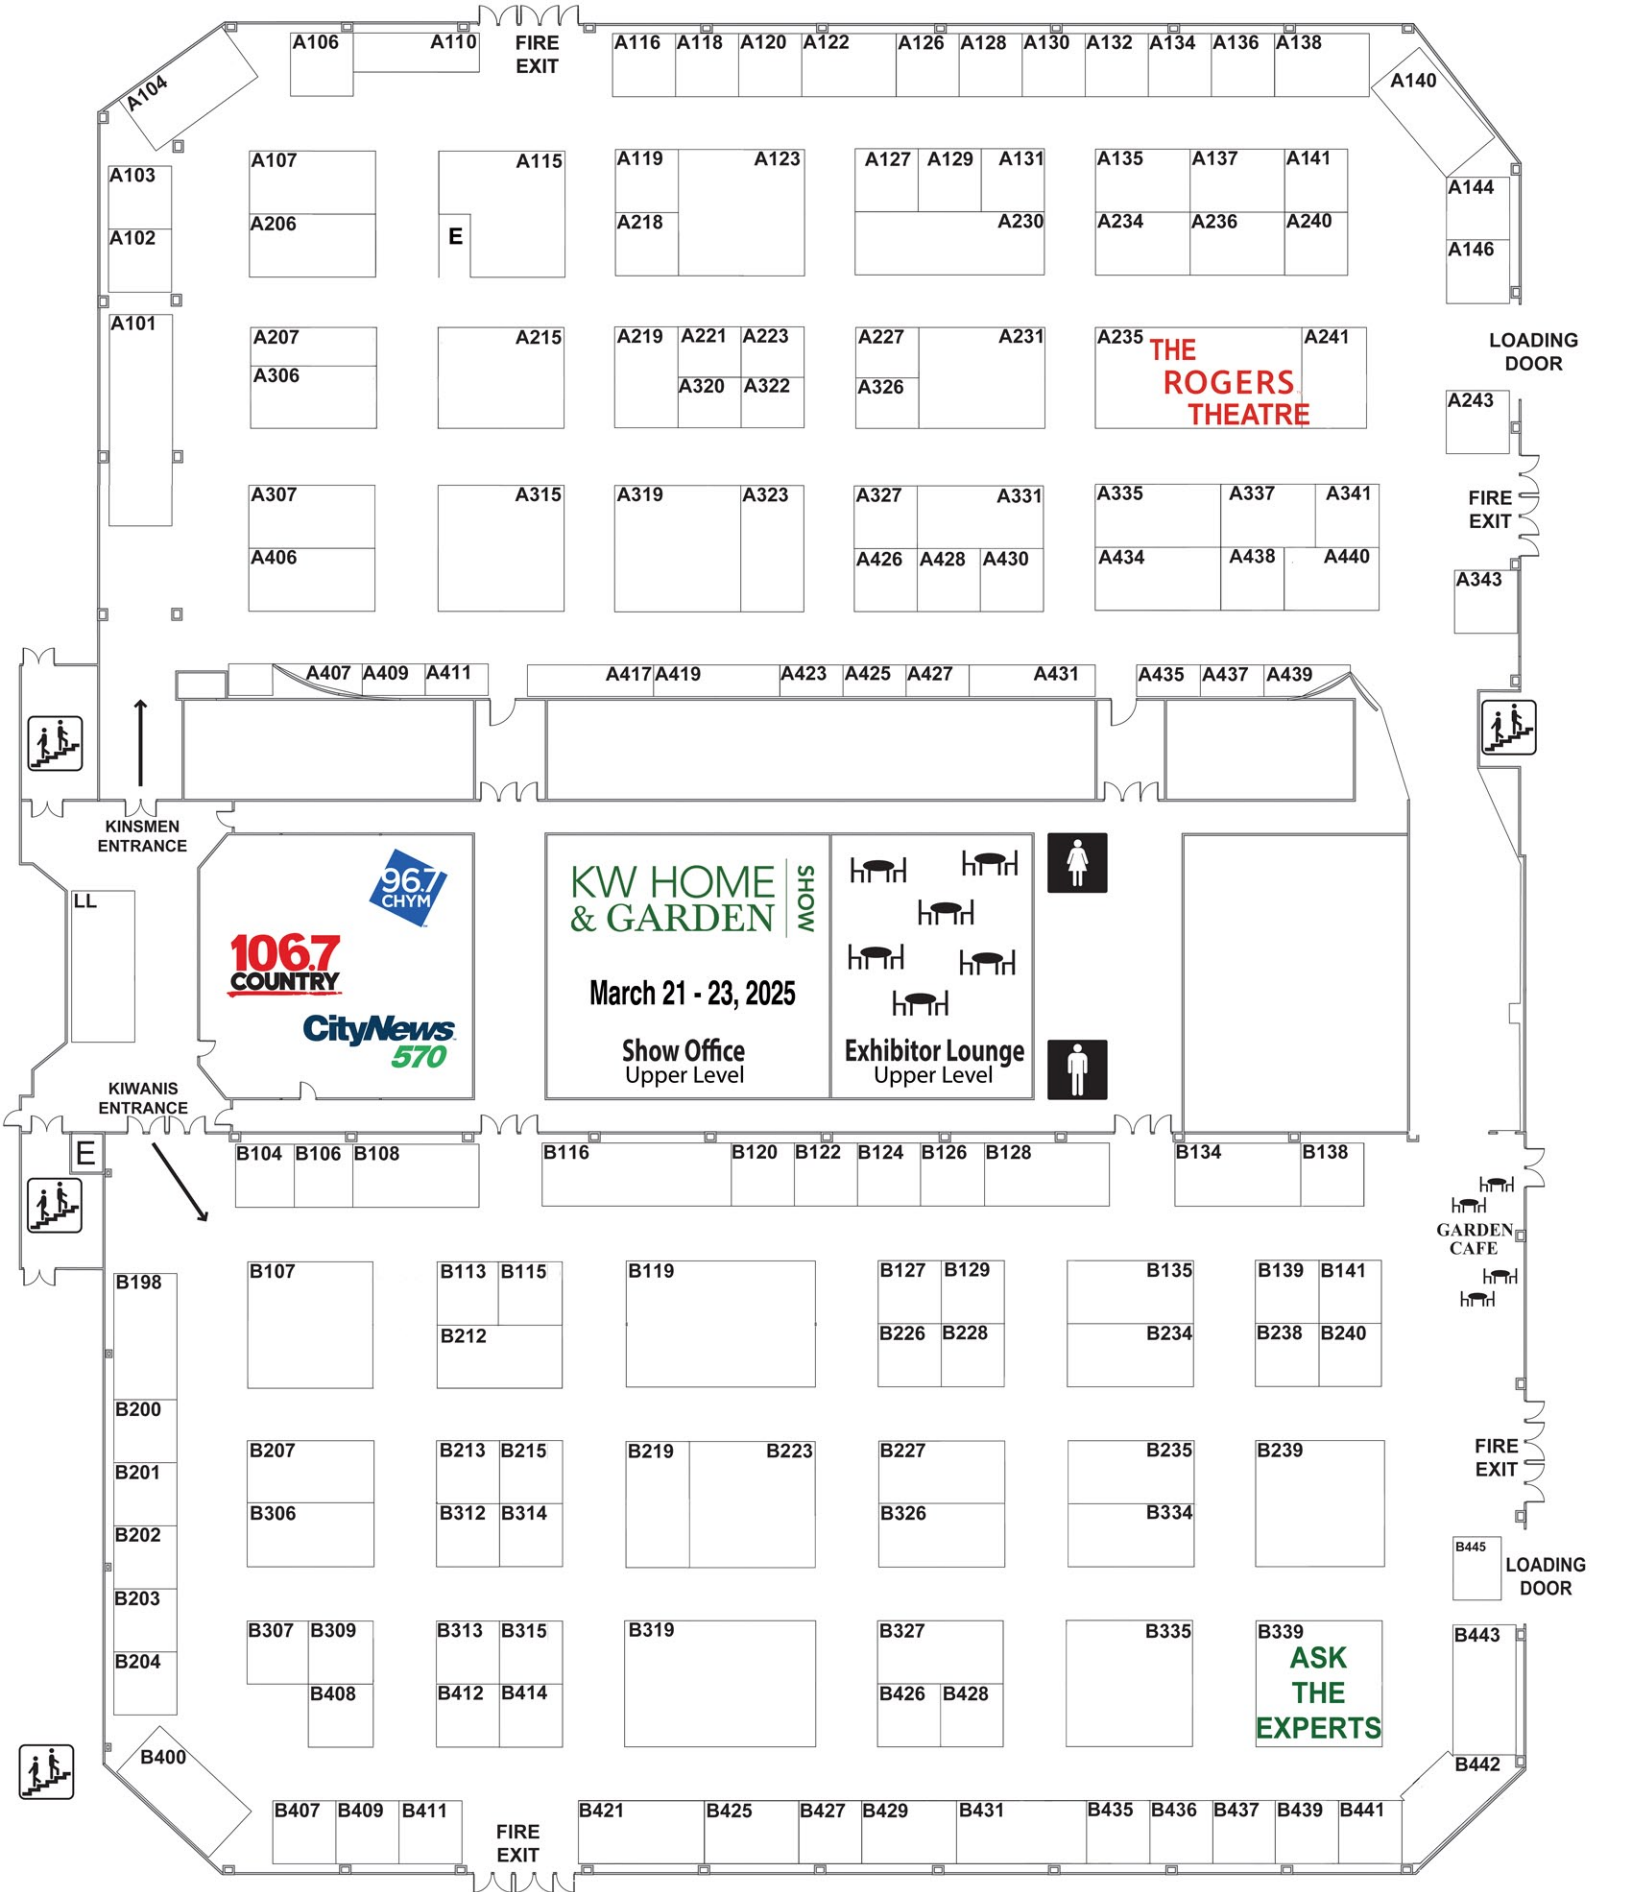 A106 A110 FIRE EXIT A116 A118 A120 A122 A126 A128 A130 A132 A134 A136 A138
A104 A140
A103 A107 A115 A119 A123 A127 A129 A131 A135 A137 A141 A144
A102 A206 E A218 A230 A234 A236 A240 A146
A101 A207 A215 A219 A221 A223 A227 A231 A235 THE ROGERS THEATRE A241 LOADING DOOR
A306 A320 A322 A326 A243
A307 A315 A319 A323 A327 A331 A335 A337 A341 FIRE EXIT
A406 A426 A428 A430 A434 A438 A440 A343
A407 A409 A411 A417 A419 A423 A425 A427 A431 A435 A437 A439
KINSMEN
ENTRANCE
LL
96.7
CHYM
106.7
COUNTRY
CityNews
570
KW HOME
& GARDEN
SHOW
March 21 - 23, 2025
Show Office
Upper Level
Exhibitor Lounge
Upper Level
KIWANIS
ENTRANCE
E
B104 B106 B108 B116 B120 B122 B124 B126 B128 B134 B138
GARDEN
CAFE
B198 B107 B113 B115 B119 B127 B129 B135 B139 B141
B212 B226 B228 B234 B238 B240
B200
B201 B207 B213 B215 B219 B223 B227 B235 B239 FIRE EXIT
B202 B306 B312 B314 B326 B334
B445 LOADING DOOR
B203 B307 B309 B313 B315 B319 B327 B335 B339 B443
ASK
THE
EXPERTS
B204 B408 B412 B414 B426 B428
B400 B442
B407 B409 B411 FIRE EXIT B421 B425 B427 B429 B431 B435 B436 B437 B439 B441